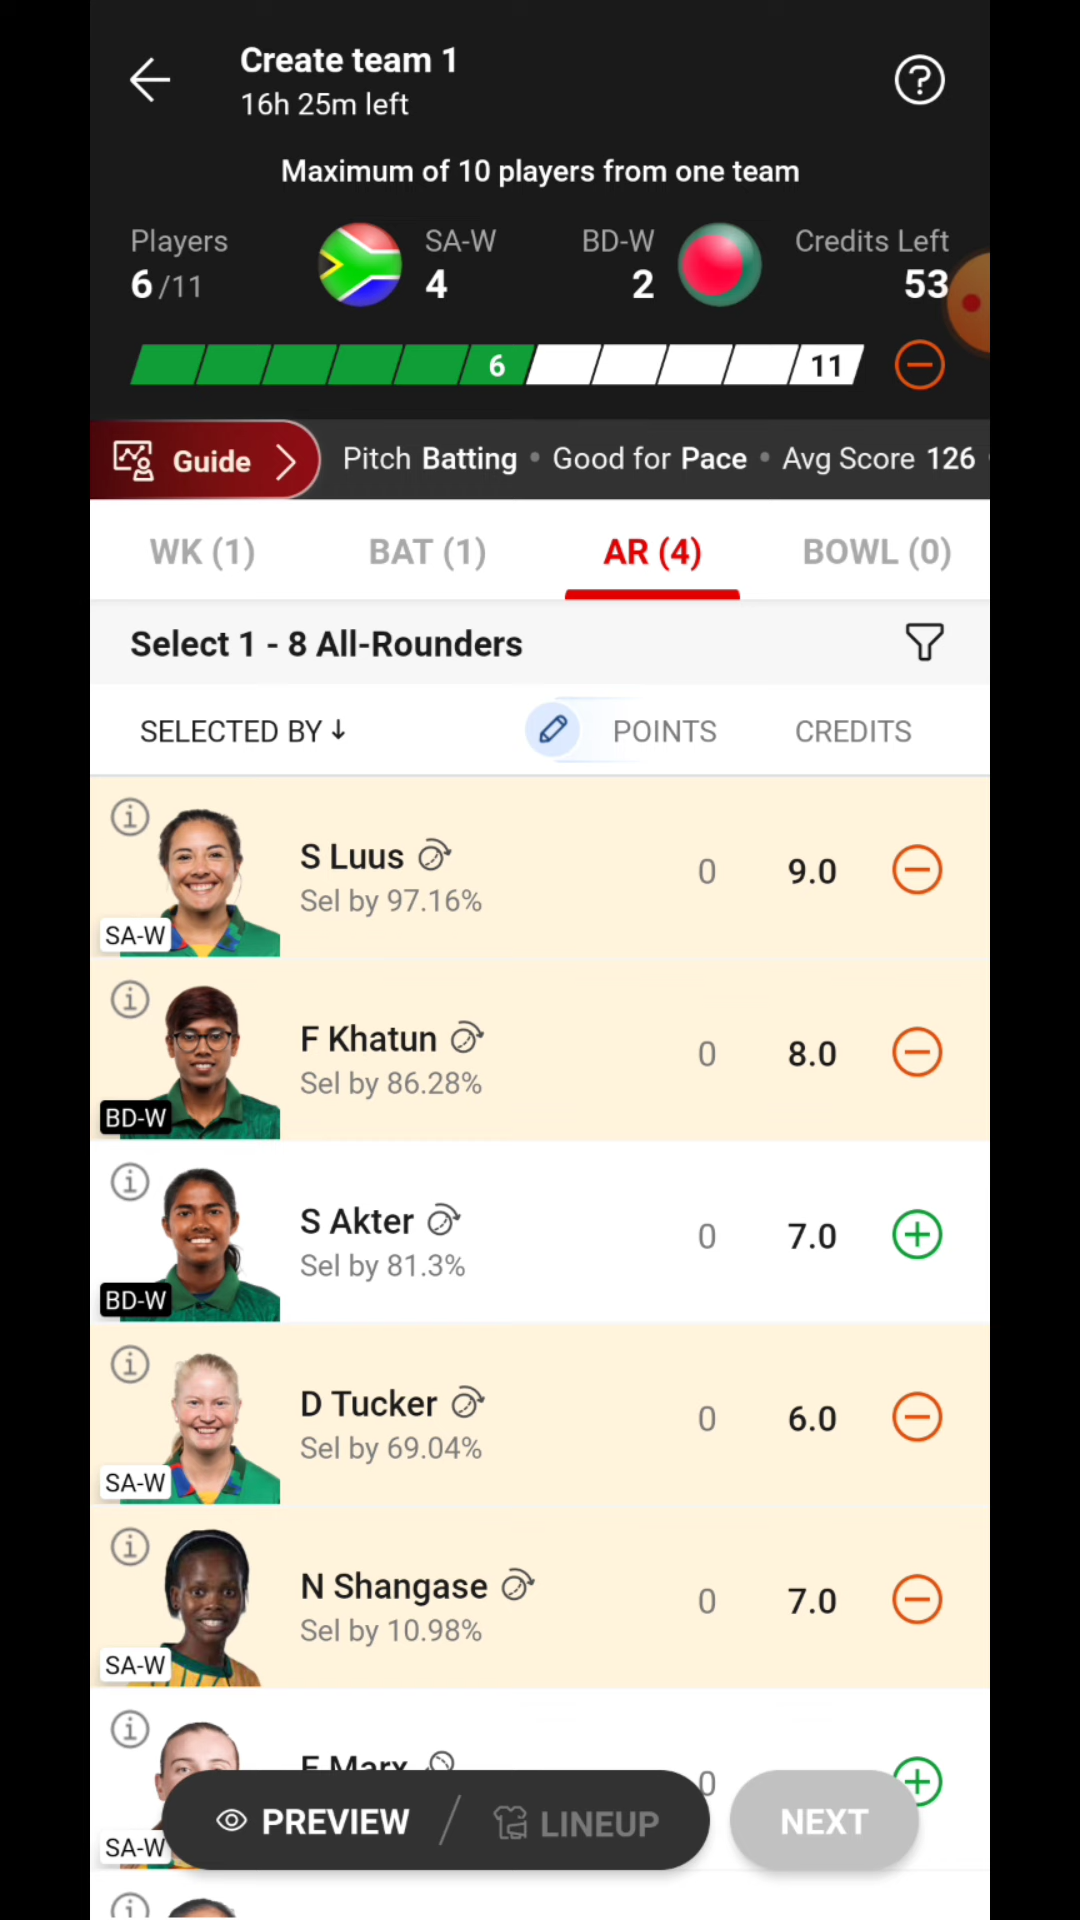 Create team 1
16h 25m left
Maximum of 10 players from one team
Players SA-W BD-W Credits Left
6/11 4 2 53
6 11
Guide Pitch Batting • Good for Pace • Avg Score 126
WK (1) BAT (1) AR (4) BOWL (0)
Select 1 - 8 All-Rounders
SELECTED BY ↓ POINTS CREDITS
S Luus 0 9.0
Sel by 97.16%
SA-W
F Khatun 0 8.0
Sel by 86.28%
BD-W
S Akter 0 7.0
Sel by 81.3%
BD-W
D Tucker 0 6.0
Sel by 69.04%
SA-W
N Shangase 0 7.0
Sel by 10.98%
SA-W
Marx 0
SA-W
PREVIEW / LINEUP NEXT